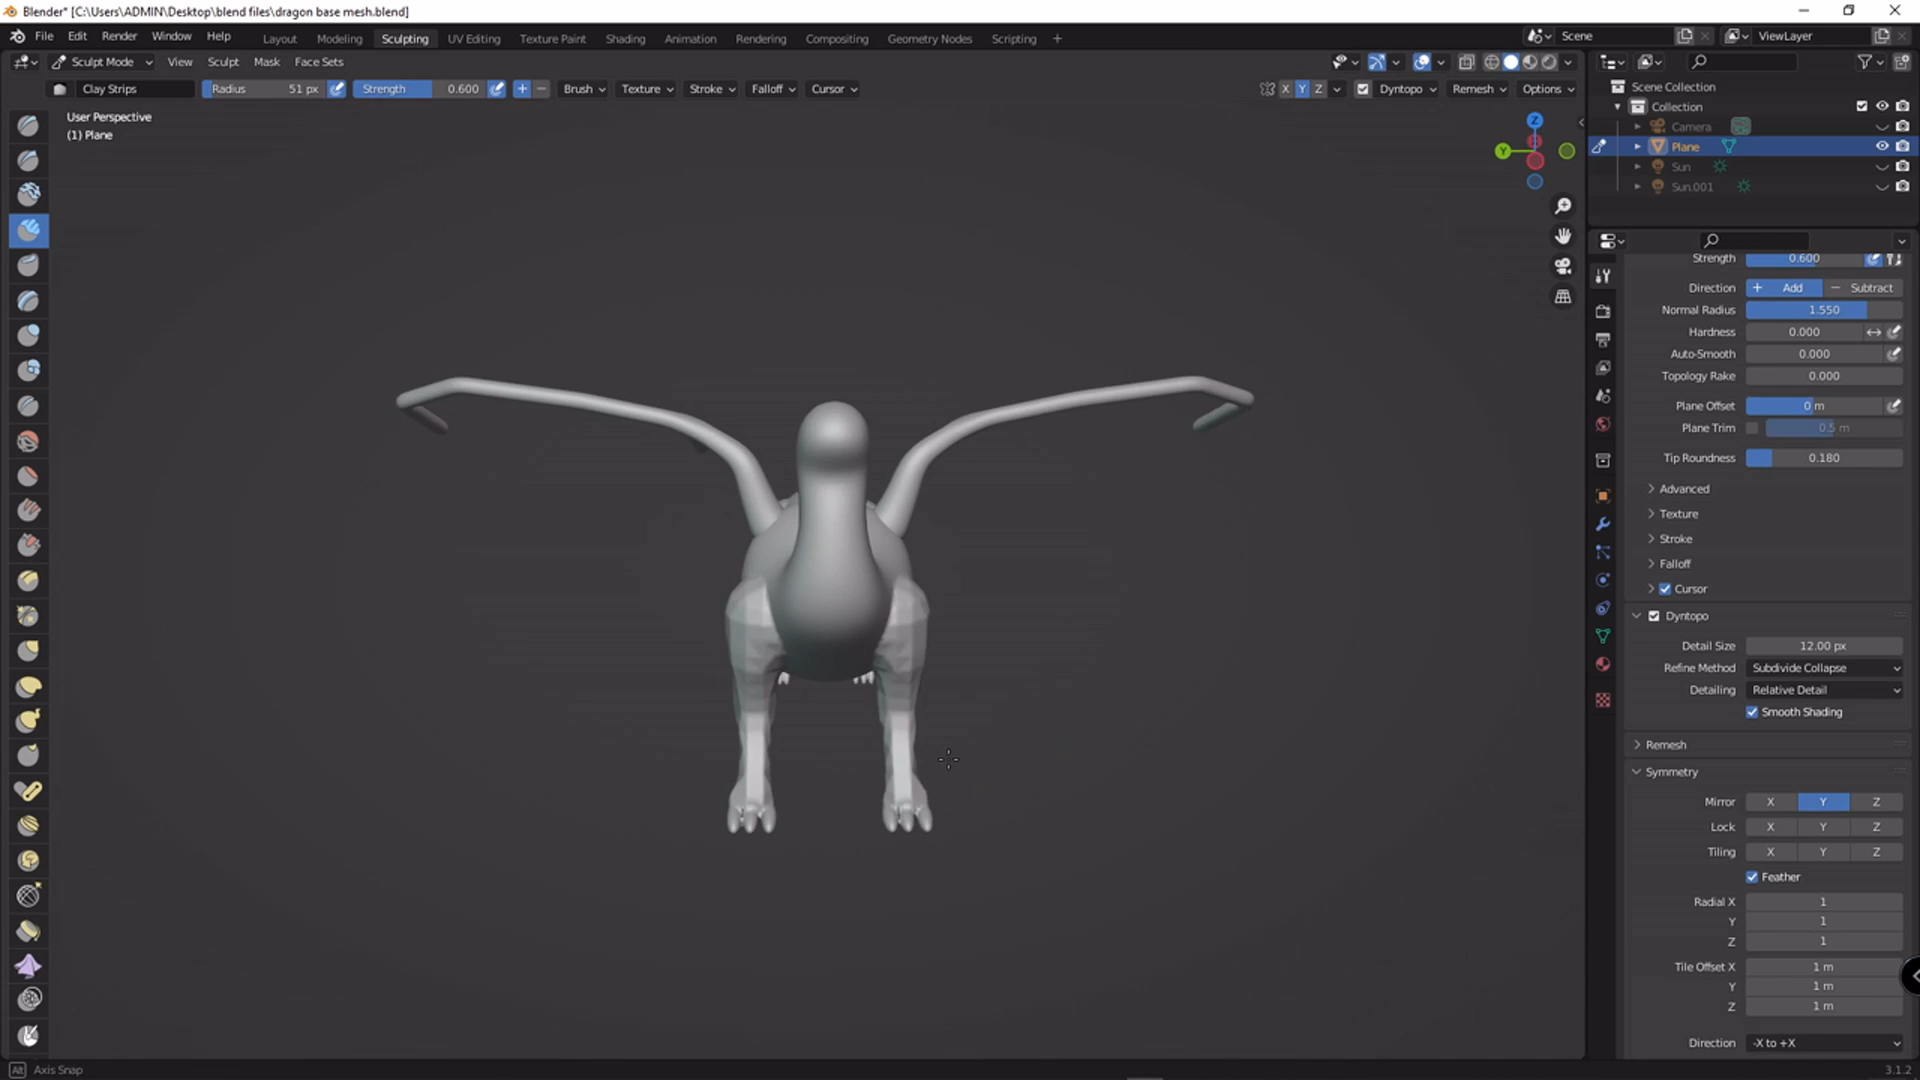 Blender* [C:\Users\ADMIN\Desktop\blend files\dragon base mesh.blend]
File Edit Render Window Help Layout Modeling Sculpting UV Editing Texture Paint Shading Animation Rendering Compositing Geometry Nodes Scripting + Scene ViewLayer
Sculpt Mode View Sculpt Mask Face Sets
Clay Strips Radius 51 px Strength 0.600 Brush Texture Stroke Falloff Cursor X Y Z Dyntopo Remesh Options
User Perspective
(1) Plane
Z
Y
Scene Collection
Collection
Camera
Plane
Sun
Sun.001
Strength 0.600
Direction + Add − Subtract
Normal Radius 1.550
Hardness 0.000
Auto-Smooth 0.000
Topology Rake 0.000
Plane Offset 0 m
Plane Trim 0.5 m
Tip Roundness 0.180
Advanced
Texture
Stroke
Falloff
Cursor
Dyntopo
Detail Size 12.00 px
Refine Method Subdivide Collapse
Detailing Relative Detail
Smooth Shading
Remesh
Symmetry
Mirror X Y Z
Lock X Y Z
Tiling X Y Z
Feather
Radial X 1
Y 1
Z 1
Tile Offset X 1 m
Y 1 m
Z 1 m
Direction -X to +X
Alt Axis Snap
3.1.2